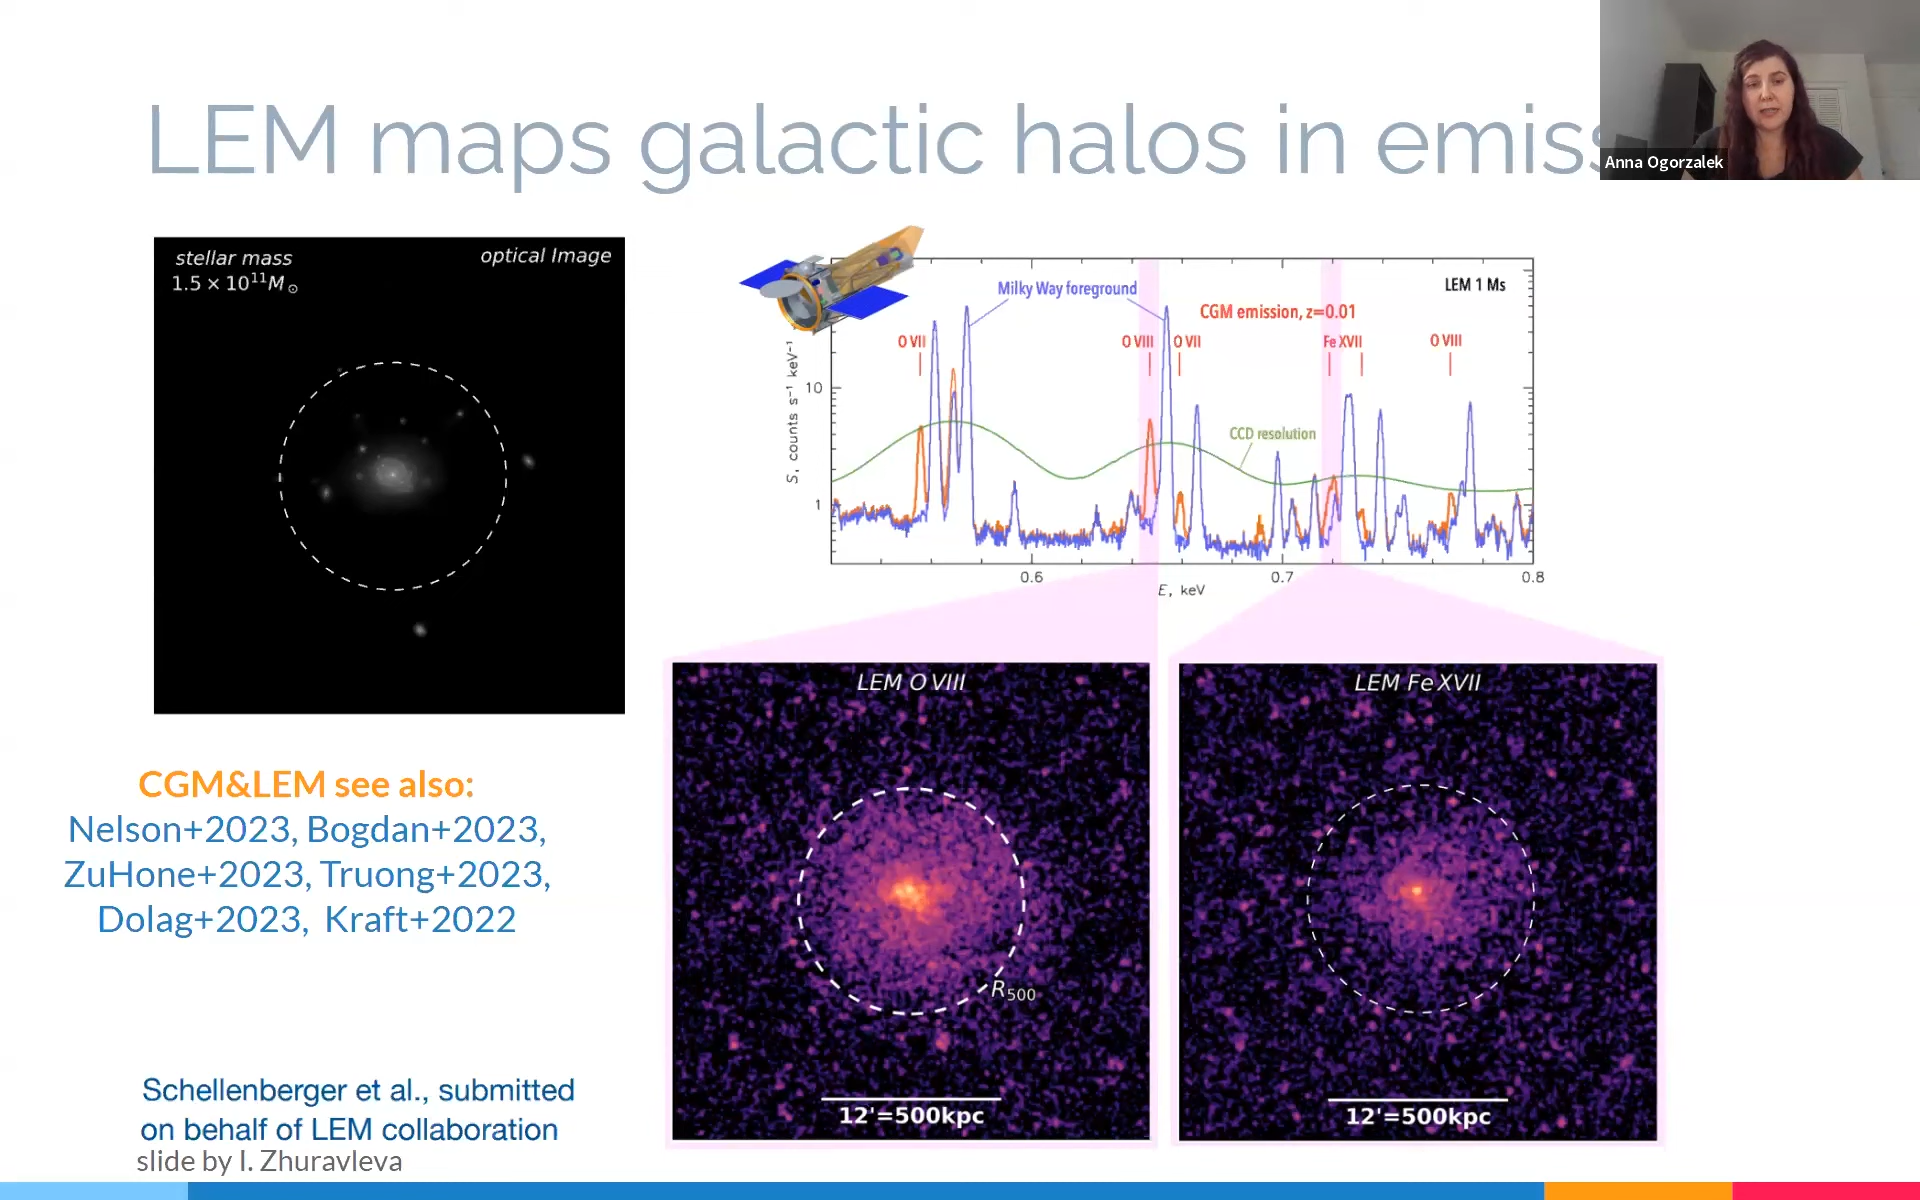 LEM maps galactic halos in emiss
Anna Ogorzalek
stellar mass
1.5 × 10¹¹M⊙
optical Image
Milky Way foreground
LEM 1 Ms
CGM emission, z=0.01
O VII
O VIII
O VII
Fe XVII
O VIII
CCD resolution
S, counts s⁻¹ keV⁻¹
10
1
0.6
0.7
0.8
E, keV
LEM O VIII
R₅₀₀
12'=500kpc
LEM Fe XVII
12'=500kpc
CGM&LEM see also:
Nelson+2023, Bogdan+2023,
ZuHone+2023, Truong+2023,
Dolag+2023, Kraft+2022
Schellenberger et al., submitted
on behalf of LEM collaboration
slide by I. Zhuravleva